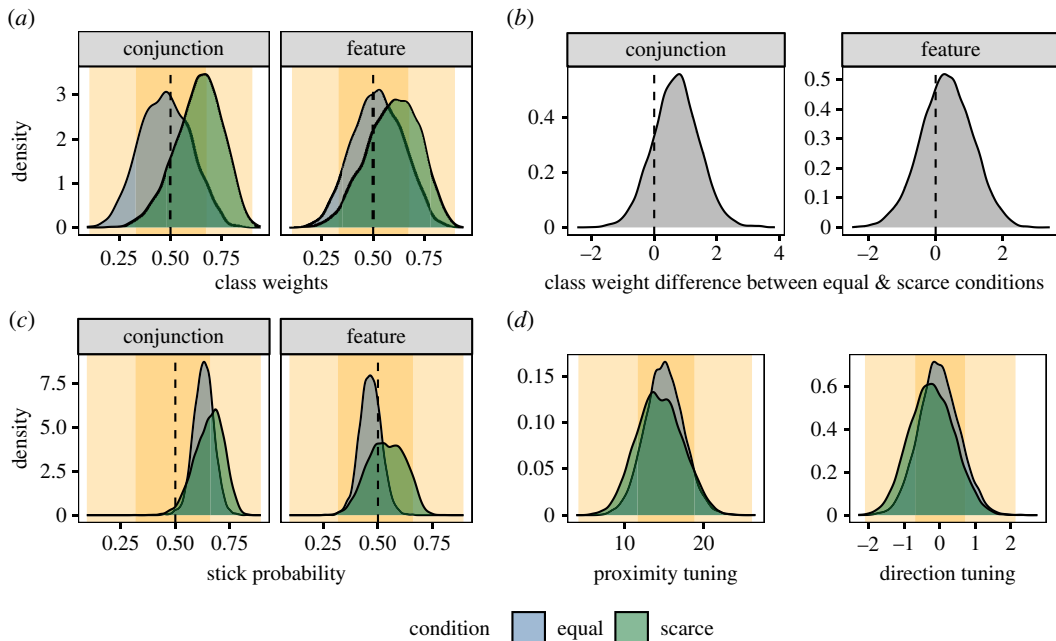 (a)
conjunction
feature
density
3
2
1
0
0.25 0.50 0.75
0.25 0.50 0.75
class weights
(b)
conjunction
feature
0.4
0.2
0
0.5
0.4
0.3
0.2
0.1
0
−2 0 2 4
−2 0 2
class weight difference between equal & scarce conditions
(c)
conjunction
feature
density
7.5
5.0
2.5
0
0.25 0.50 0.75
0.25 0.50 0.75
stick probability
(d)
0.15
0.10
0.05
0
10 20
proximity tuning
0.6
0.4
0.2
0
−2 −1 0 1 2
direction tuning
condition equal scarce